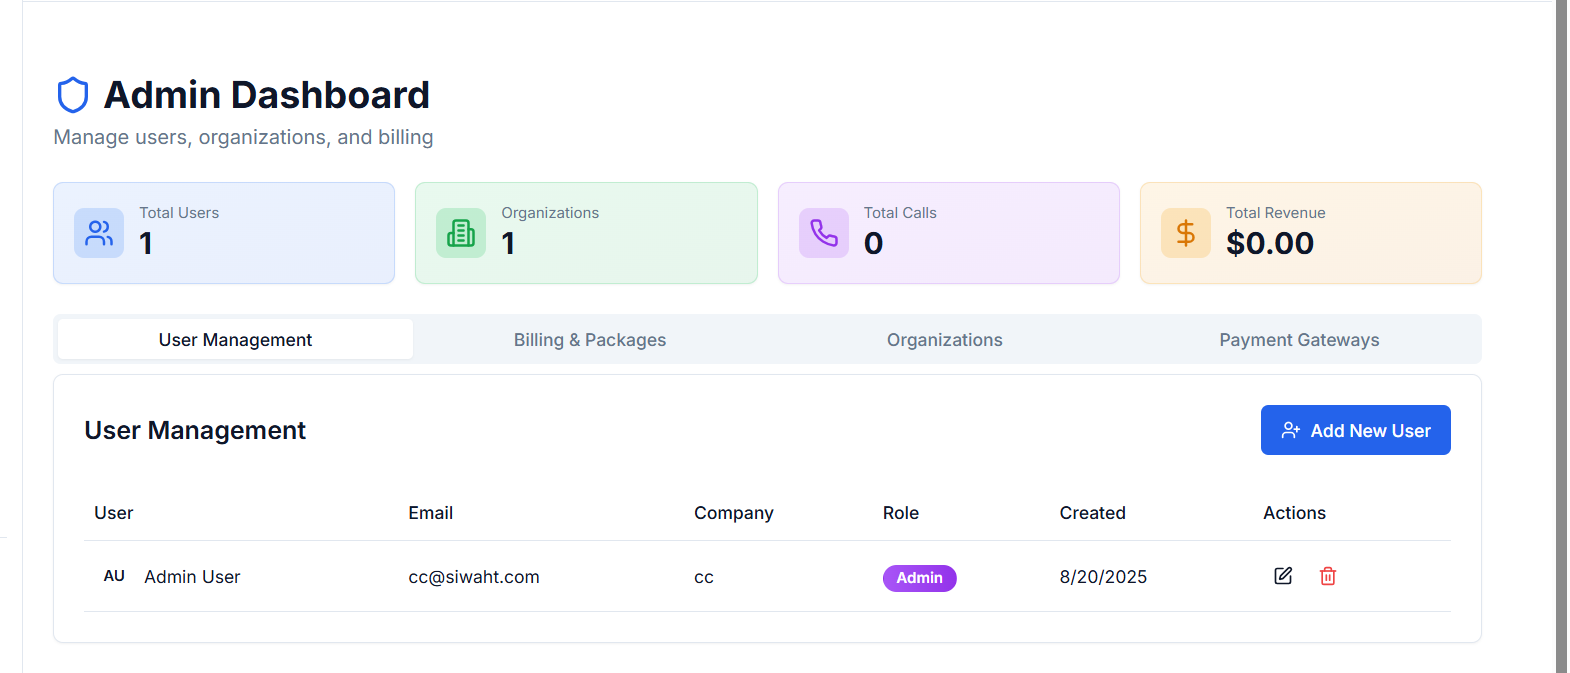 Admin Dashboard
Manage users, organizations, and billing
Total Users
1
Organizations
1
Total Calls
0
Total Revenue
$0.00
User Management
Billing & Packages
Organizations
Payment Gateways
User Management
Add New User
User Email Company Role Created Actions
AU Admin User cc@siwaht.com cc Admin 8/20/2025